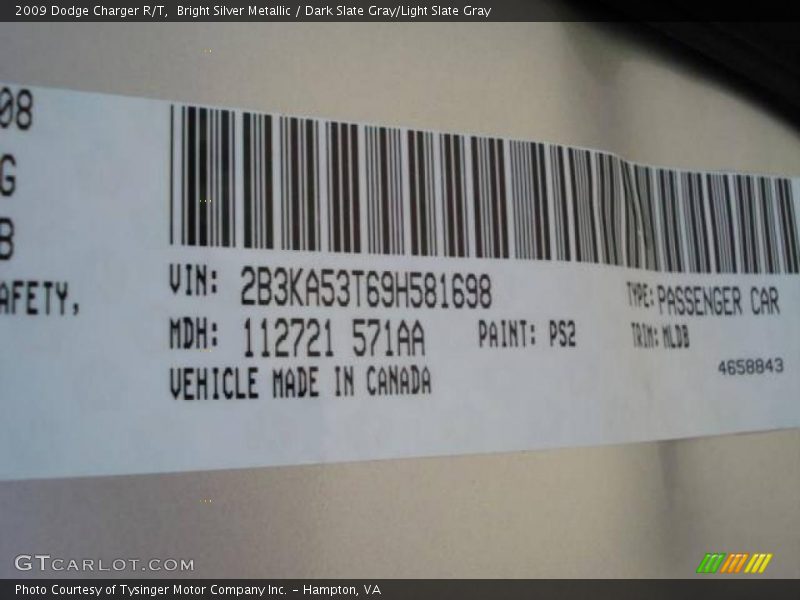 2009 Dodge Charger R/T,  Bright Silver Metallic / Dark Slate Gray/Light Slate Gray
08
G
B
AFETY,
VIN: 2B3KA53T69H581698 TYPE: PASSENGER CAR
MDH: 112721 571AA PAINT: PS2 TRIM: MLDB
VEHICLE MADE IN CANADA 4658843
GTCARLOT.COM
Photo Courtesy of Tysinger Motor Company Inc. – Hampton, VA